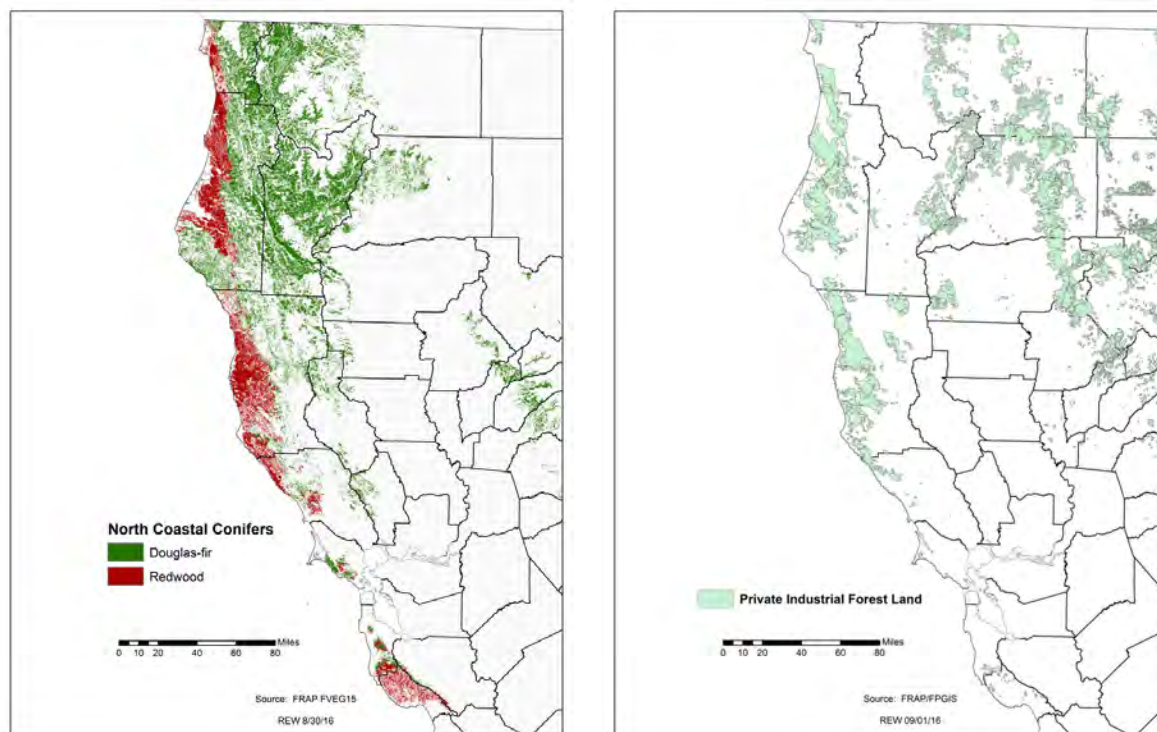 North Coastal Conifers
Douglas-fir
Redwood
Miles
0 10 20 40 60 80
Source: FRAP FVEG15
REW 8/30/16
Private Industrial Forest Land
Miles
0 10 20 40 60 80
Source: FRAP/FPGIS
REW 09/01/16